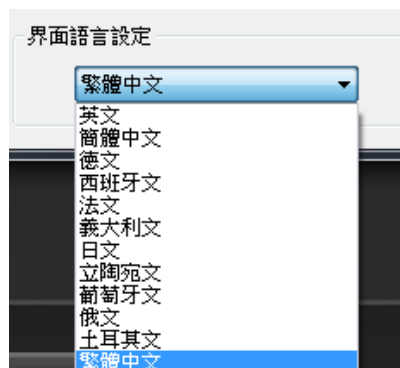 界面語言設定
繁體中文
英文
簡體中文
德文
西班牙文
法文
義大利文
日文
立陶宛文
葡萄牙文
俄文
土耳其文
繁體中文